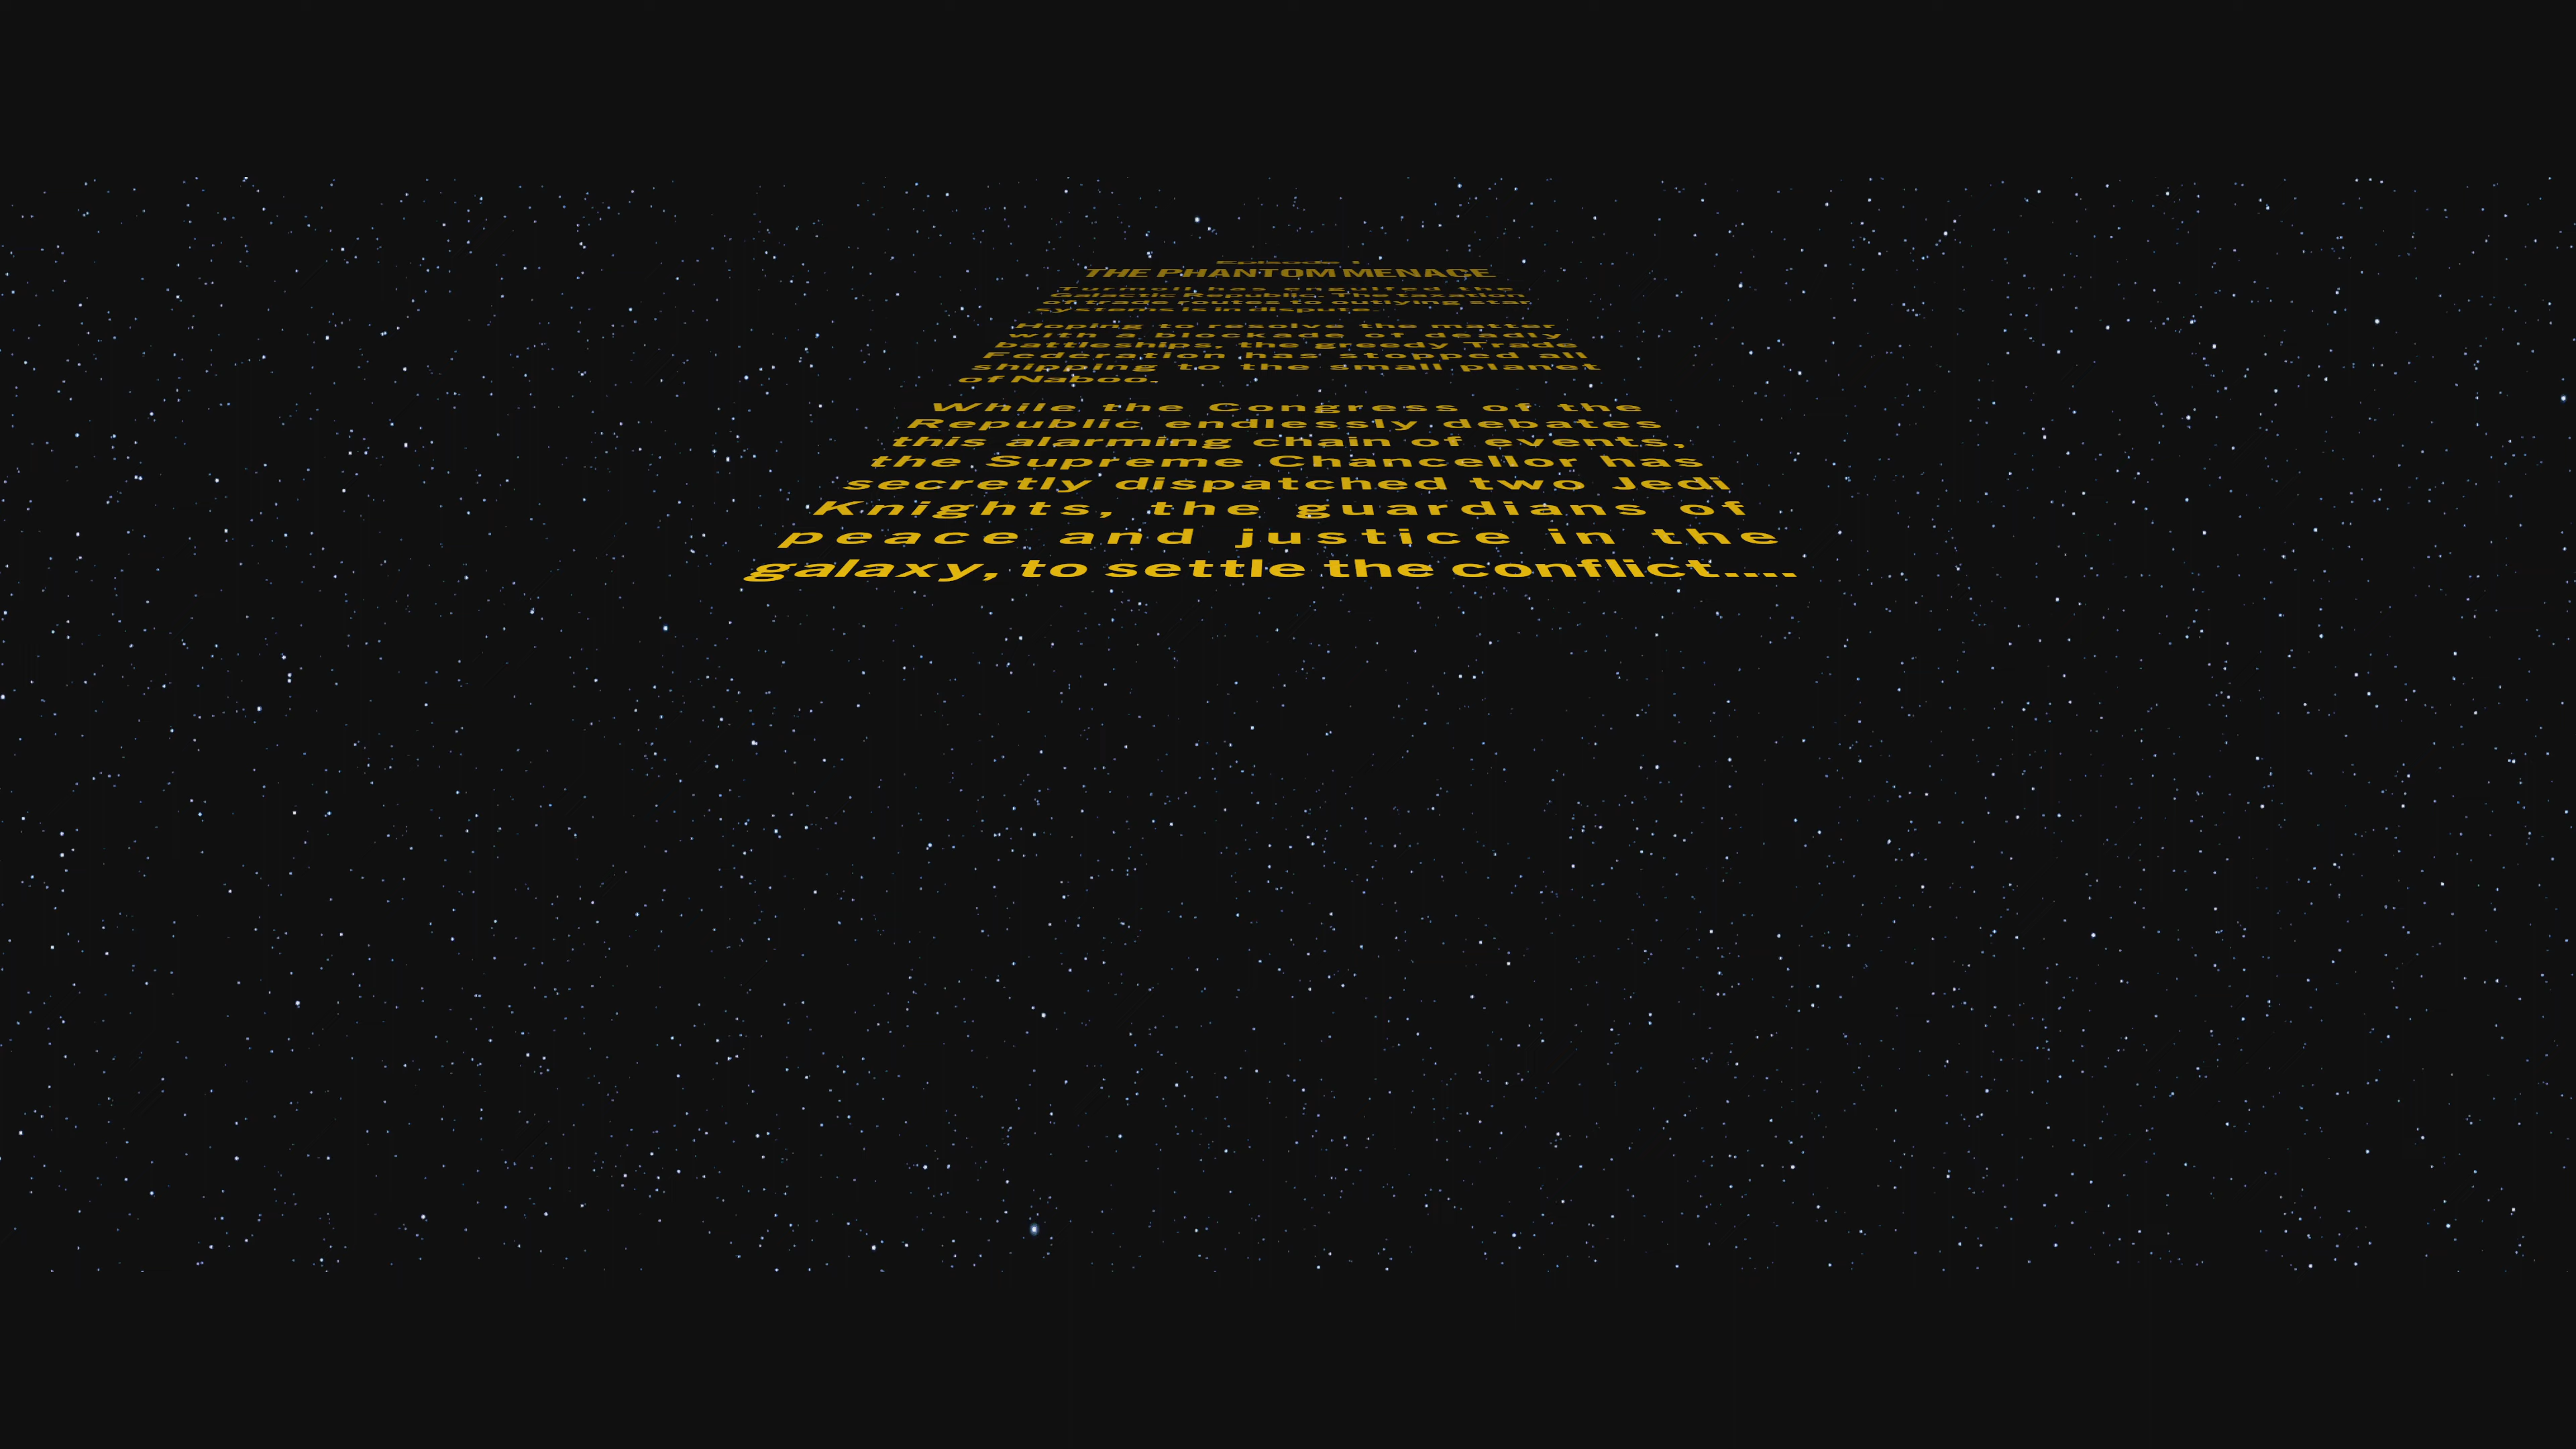 Episode I
THE PHANTOM MENACE
Turmoil has engulfed the
Galactic Republic. The taxation
of trade routes to outlying star
systems is in dispute.
Hoping to resolve the matter
with a blockade of deadly
battleships, the greedy Trade
Federation has stopped all
shipping to the small planet
of Naboo.
While the Congress of the
Republic endlessly debates
this alarming chain of events,
the Supreme Chancellor has
secretly dispatched two Jedi
Knights, the guardians of
peace and justice in the
galaxy, to settle the conflict....